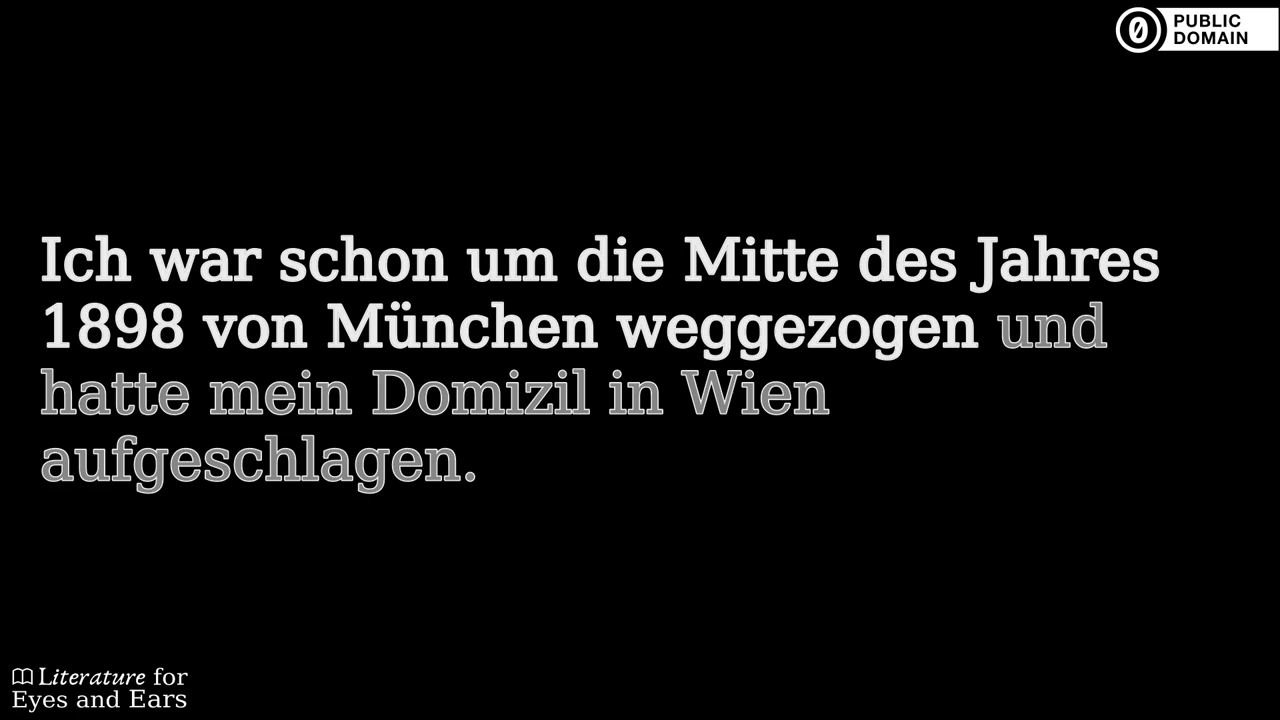 PUBLIC
DOMAIN
Ich war schon um die Mitte des Jahres
1898 von München weggezogen und
hatte mein Domizil in Wien
aufgeschlagen.
Literature for
Eyes and Ears